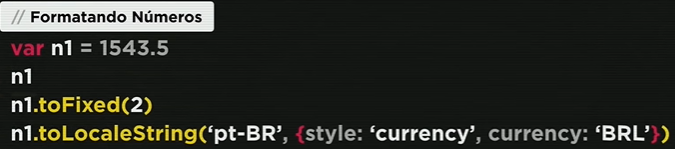 // Formatando Números
var n1 = 1543.5
n1
n1.toFixed(2)
n1.toLocaleString(‘pt-BR’, {style: ‘currency’, currency: ‘BRL’})